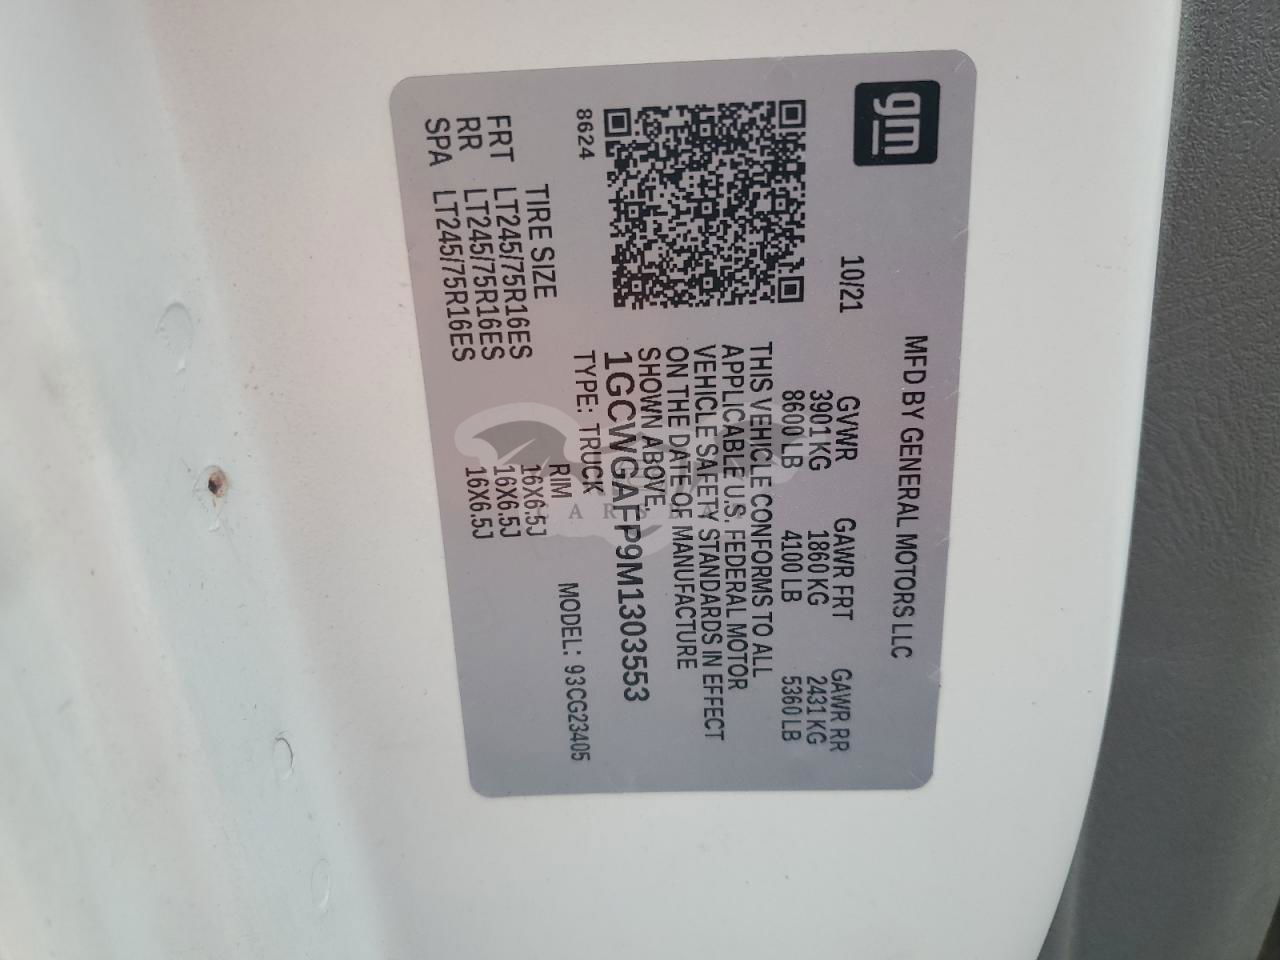 gm
MFD BY GENERAL MOTORS LLC
10/21
GVWR GAWR FRT GAWR RR
3901 KG 1860 KG 2431 KG
8600 LB 4100 LB 5360 LB
THIS VEHICLE CONFORMS TO ALL
APPLICABLE U.S. FEDERAL MOTOR
VEHICLE SAFETY STANDARDS IN EFFECT
ON THE DATE OF MANUFACTURE
SHOWN ABOVE.
1GCWGAFP9M1303553
8624
TYPE: TRUCK MODEL: 93CG23405
TIRE SIZE RIM
FRT LT245/75R16ES 16X6.5J
RR LT245/75R16ES 16X6.5J
SPA LT245/75R16ES 16X6.5J